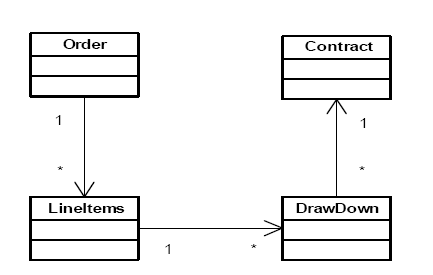 Order
Contract
1
1
*
*
LineItems
DrawDown
1
*